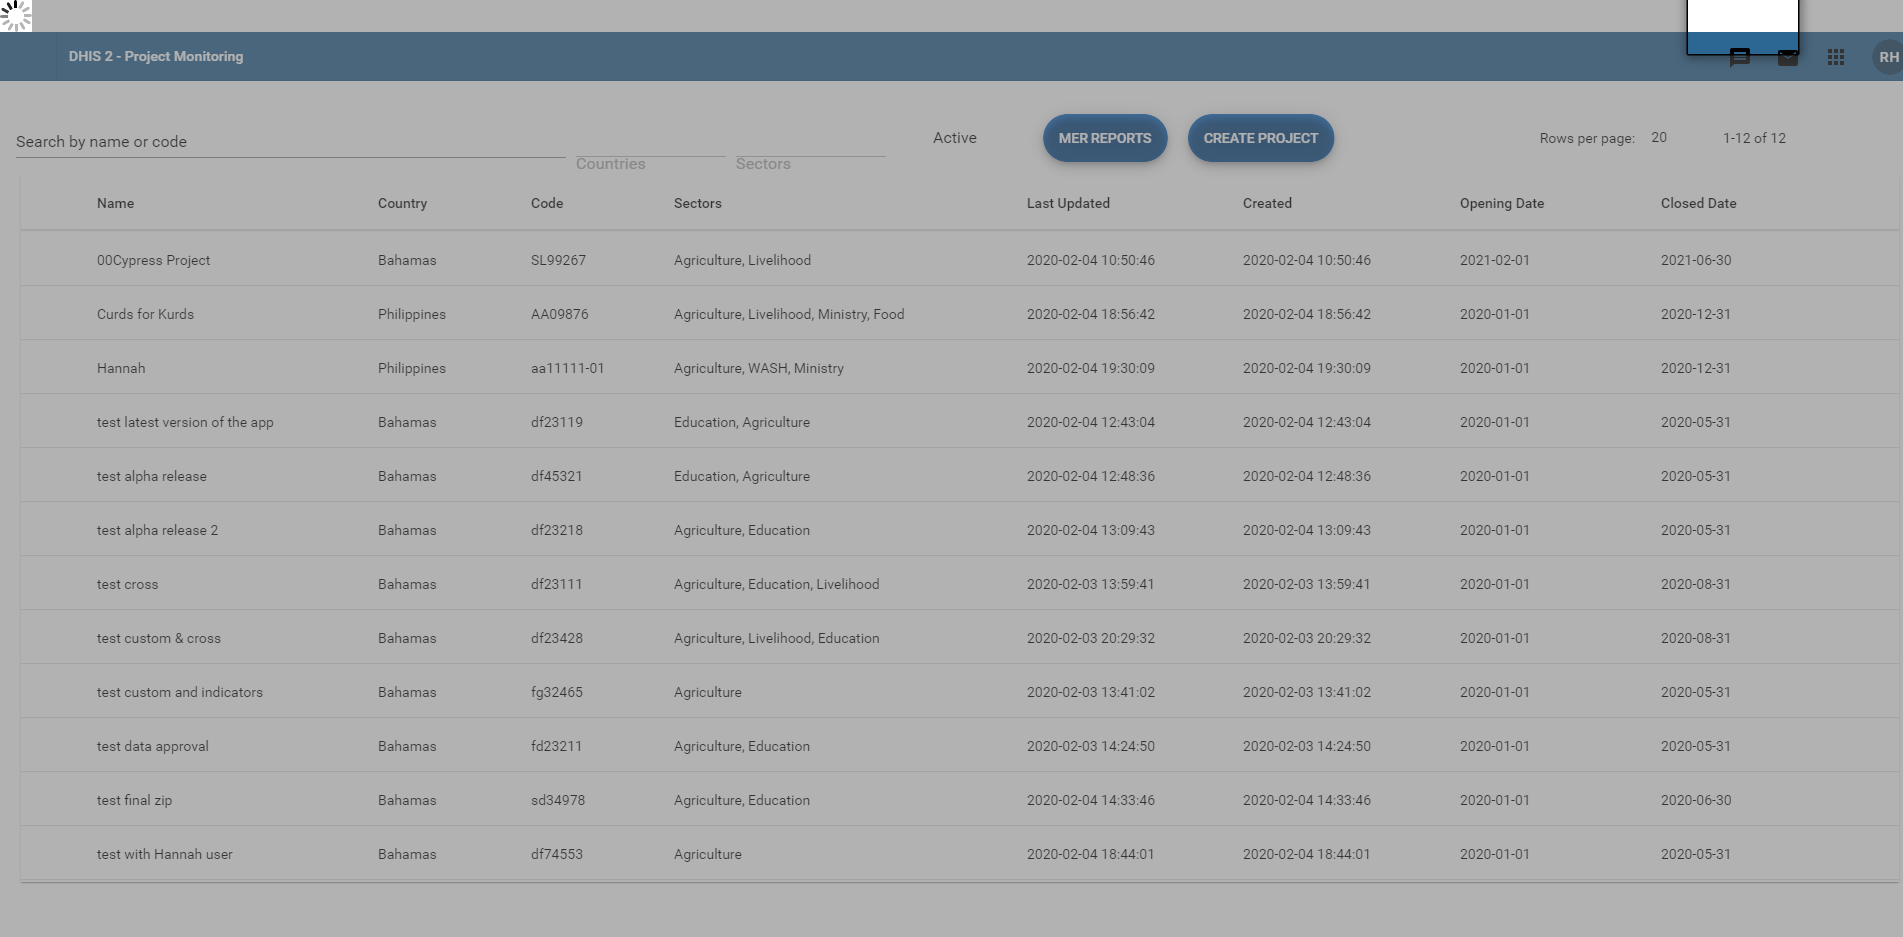 DHIS 2 - Project Monitoring
RH
Search by name or code
Countries
Sectors
Active
MER REPORTS
CREATE PROJECT
Rows per page: 20 1-12 of 12
Name Country Code Sectors Last Updated Created Opening Date Closed Date
00Cypress Project Bahamas SL99267 Agriculture, Livelihood 2020-02-04 10:50:46 2020-02-04 10:50:46 2021-02-01 2021-06-30
Curds for Kurds Philippines AA09876 Agriculture, Livelihood, Ministry, Food 2020-02-04 18:56:42 2020-02-04 18:56:42 2020-01-01 2020-12-31
Hannah Philippines aa11111-01 Agriculture, WASH, Ministry 2020-02-04 19:30:09 2020-02-04 19:30:09 2020-01-01 2020-12-31
test latest version of the app Bahamas df23119 Education, Agriculture 2020-02-04 12:43:04 2020-02-04 12:43:04 2020-01-01 2020-05-31
test alpha release Bahamas df45321 Education, Agriculture 2020-02-04 12:48:36 2020-02-04 12:48:36 2020-01-01 2020-05-31
test alpha release 2 Bahamas df23218 Agriculture, Education 2020-02-04 13:09:43 2020-02-04 13:09:43 2020-01-01 2020-05-31
test cross Bahamas df23111 Agriculture, Education, Livelihood 2020-02-03 13:59:41 2020-02-03 13:59:41 2020-01-01 2020-08-31
test custom & cross Bahamas df23428 Agriculture, Livelihood, Education 2020-02-03 20:29:32 2020-02-03 20:29:32 2020-01-01 2020-08-31
test custom and indicators Bahamas fg32465 Agriculture 2020-02-03 13:41:02 2020-02-03 13:41:02 2020-01-01 2020-05-31
test data approval Bahamas fd23211 Agriculture, Education 2020-02-03 14:24:50 2020-02-03 14:24:50 2020-01-01 2020-05-31
test final zip Bahamas sd34978 Agriculture, Education 2020-02-04 14:33:46 2020-02-04 14:33:46 2020-01-01 2020-06-30
test with Hannah user Bahamas df74553 Agriculture 2020-02-04 18:44:01 2020-02-04 18:44:01 2020-01-01 2020-05-31